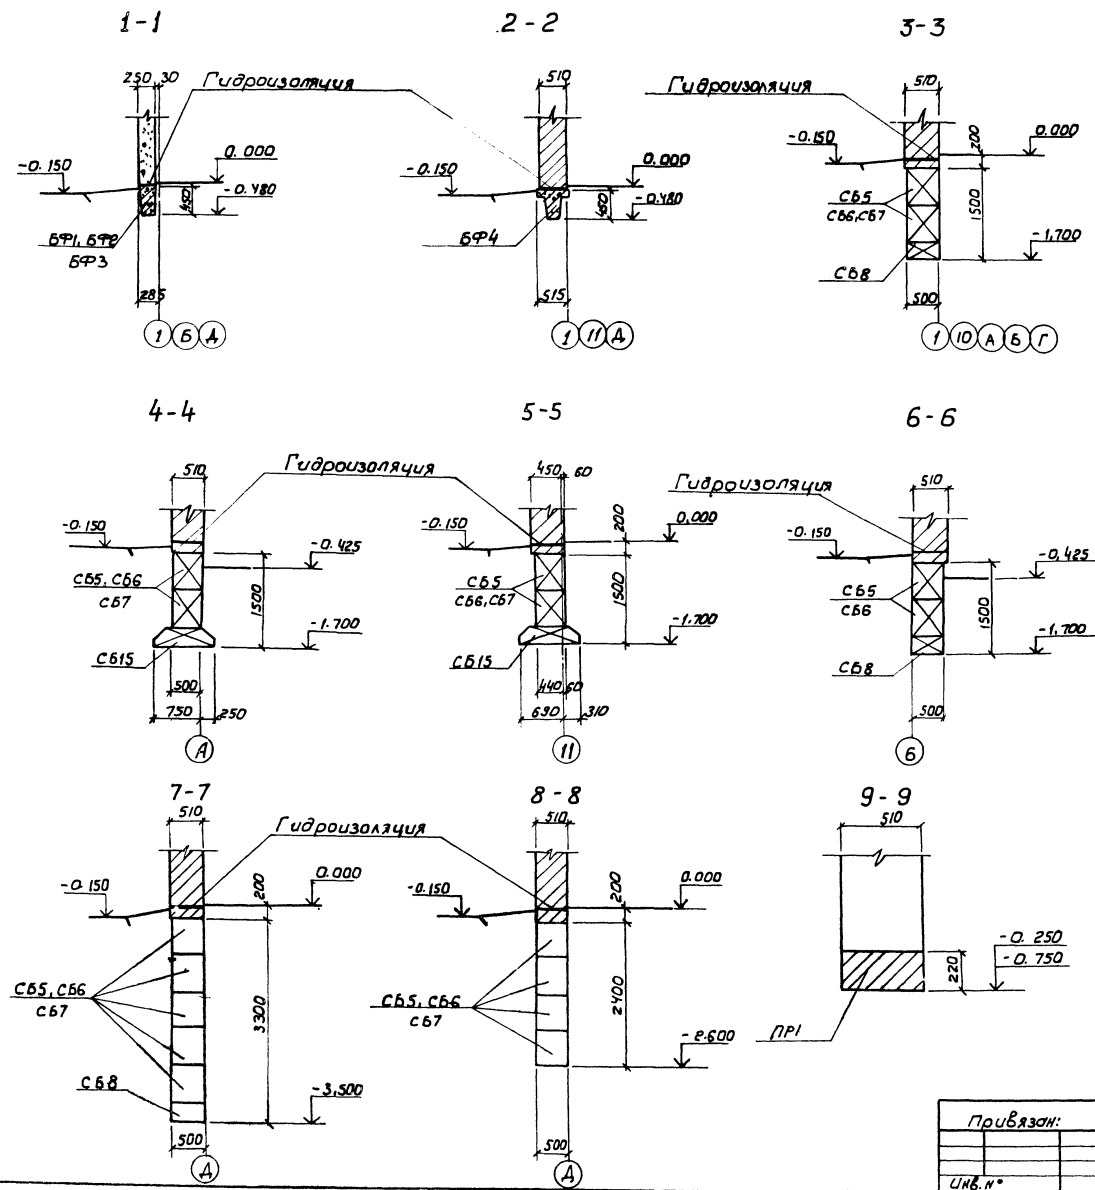 1-1
250 30
Гидроизоляция
-0.150
0.000
-0.480
450
БФ1, БФ2
БФ3
285
1 Б Д
2-2
510
-0.150
0.000
-0.480
450
БФ4
515
1 11 Д
3-3
510
Гидроизоляция
-0.150
0.000
200
СБ5
СБ6, СБ7
1500
-1,700
СБ8
500
1 10 А Б Г
4-4
510
Гидроизоляция
-0.150
-0.425
СБ5, СБ6
СБ7
1500
-1.700
СБ15
500
750 250
А
5-5
450 60
-0.150
0,000
200
СБ5
СБ6, СБ7
1500
-1.700
СБ15
440 60
690 310
11
6-6
510
Гидроизоляция
-0.150
-0,425
СБ5
СБ6
1500
-1,700
СБ8
500
6
7-7
510
Гидроизоляция
-0.150
0.000
200
СБ5, СБ6
СБ7
3300
СБ8
-3,500
500
Д
8-8
510
-0.150
0.000
200
СБ5, СБ6
СБ7
2400
-2.600
500
Д
9-9
510
-0.250
-0.750
220
ПР1
Привязан:
Инв. №